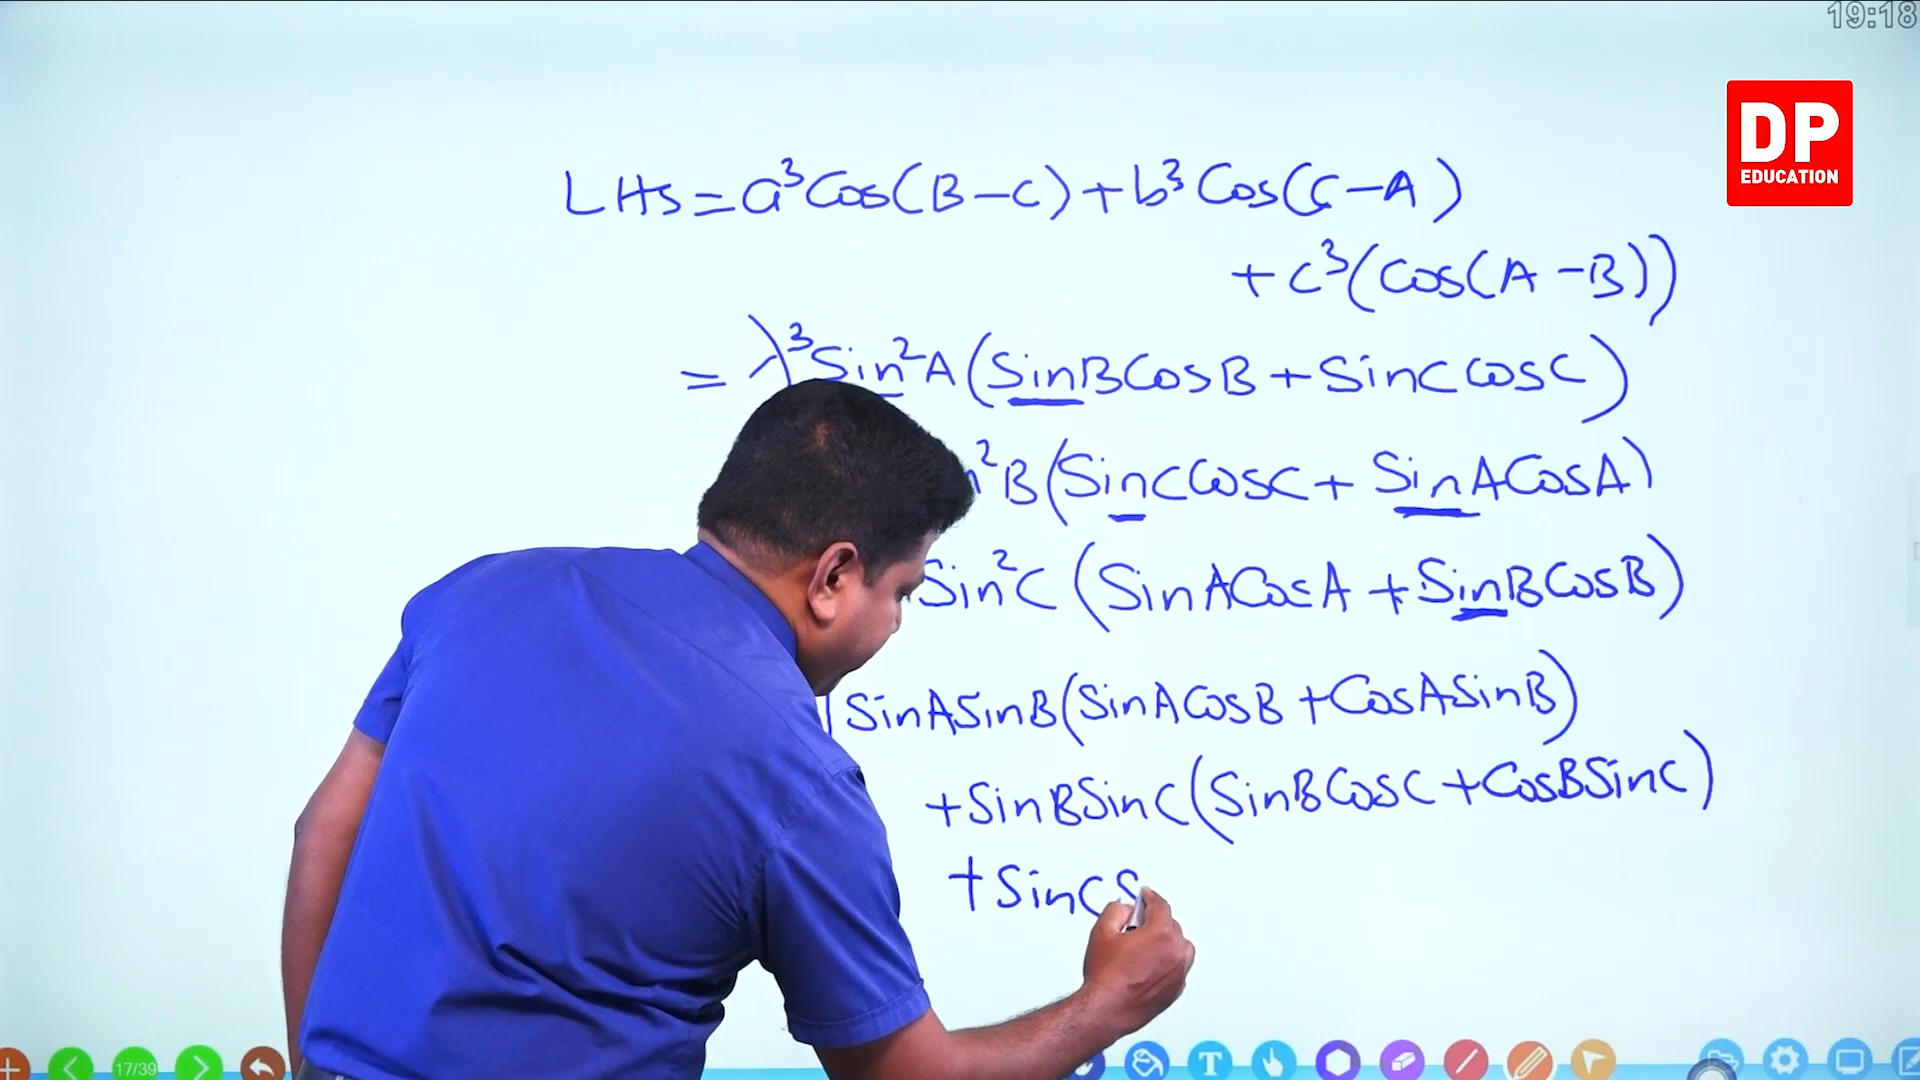 19:18
DP
EDUCATION
LHS = a³Cos(B-C) + b³Cos(C-A)
+ C³(Cos(A-B))
= λ³Sin²A(SinBCosB + SinCCosC)
²B(SinCCosC + SinACosA)
Sin²C (SinACosA + SinBCosB)
SinASinB(SinACosB + CosASinB)
+SinBSinC(SinBCosC + CosBSinC)
+SinCS
17/39
T